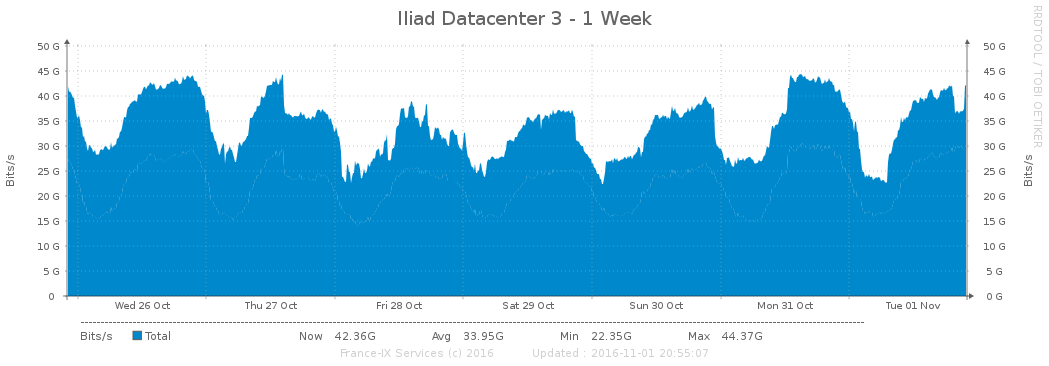 Iliad Datacenter 3 - 1 Week
RRDTOOL / TOBI OETIKER
Bits/s
50 G 50 G
45 G 45 G
40 G 40 G
35 G 35 G
30 G 30 G
25 G 25 G
20 G 20 G
15 G 15 G
10 G 10 G
5 G 5 G
0 0 G
Bits/s
Wed 26 Oct Thu 27 Oct Fri 28 Oct Sat 29 Oct Sun 30 Oct Mon 31 Oct Tue 01 Nov
Bits/s Total Now 42.36G Avg 33.95G Min 22.35G Max 44.37G
France-IX Services (c) 2016 Updated : 2016-11-01 20:55:07